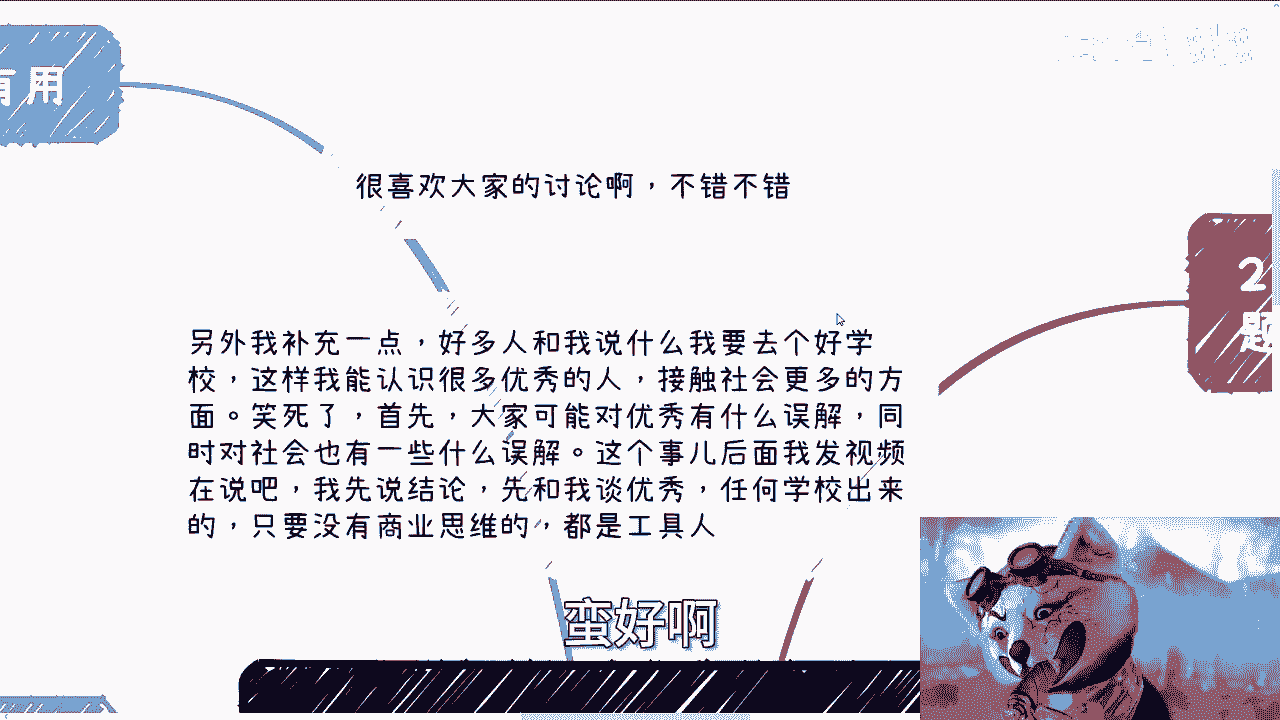 有用
很喜欢大家的讨论啊，不错不错
2
题
另外我补充一点，好多人和我说什么我要去个好学
校，这样我能认识很多优秀的人，接触社会更多的方
面。笑死了，首先，大家可能对优秀有什么误解，同
时对社会也有一些什么误解。这个事儿后面我发视频
在说吧，我先说结论，先和我谈优秀，任何学校出来
的，只要没有商业思维的，都是工具人
蛮好啊